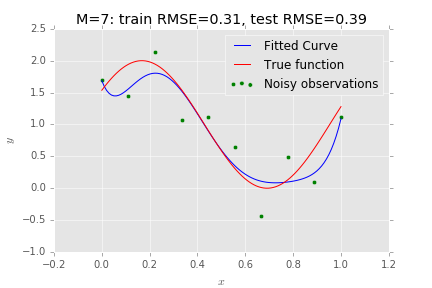 M=7: train RMSE=0.31, test RMSE=0.39
2.5
2.0
1.5
1.0
0.5
0.0
−0.5
−1.0
y
Fitted Curve
True function
Noisy observations
−0.2
0.0
0.2
0.4
0.6
0.8
1.0
1.2
x